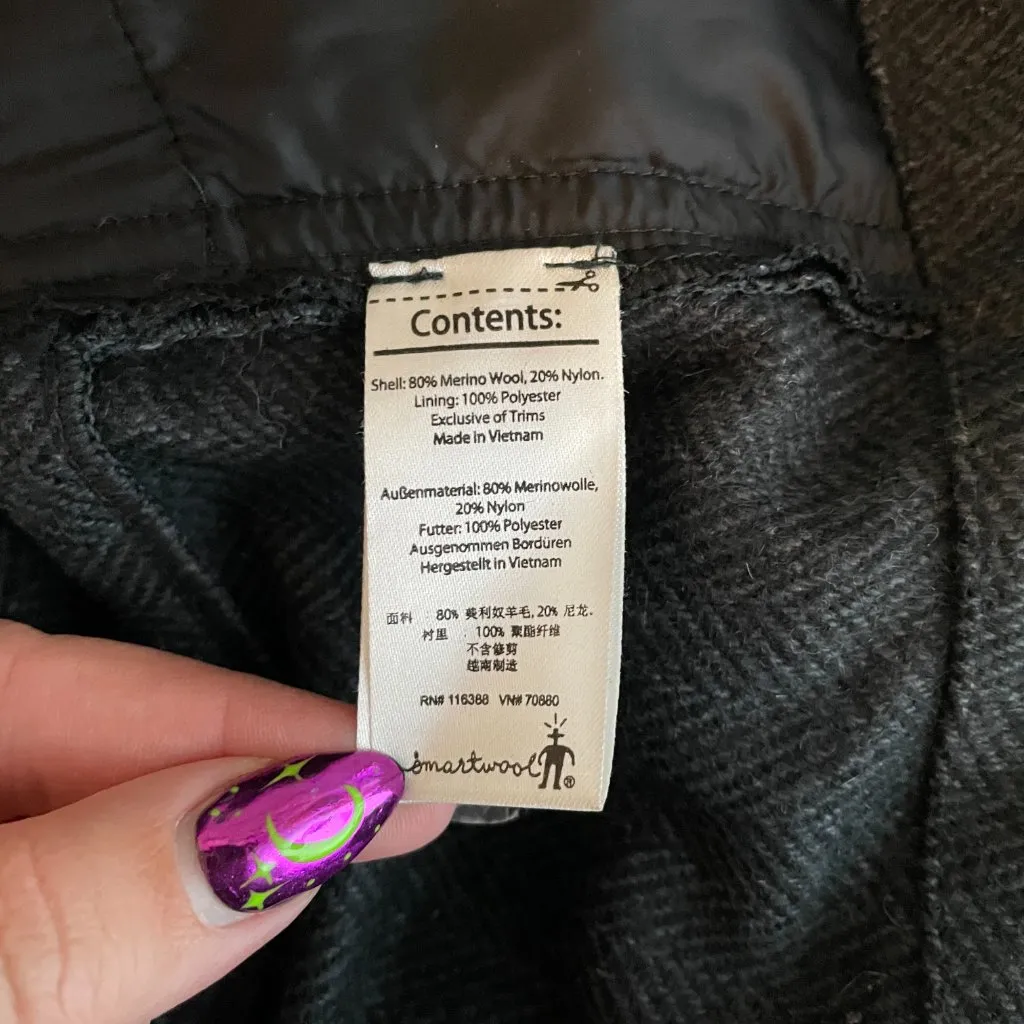 Contents:
Shell: 80% Merino Wool, 20% Nylon.
Lining: 100% Polyester
Exclusive of Trims
Made in Vietnam
Außenmaterial: 80% Merinowolle,
20% Nylon
Futter: 100% Polyester
Ausgenommen Bordüren
Hergestellt in Vietnam
面料 : 80% 美利奴羊毛, 20% 尼龙.
衬里 : 100% 聚酯纤维
不含修剪
越南制造
RN# 116388 VN# 70880
smartwool®